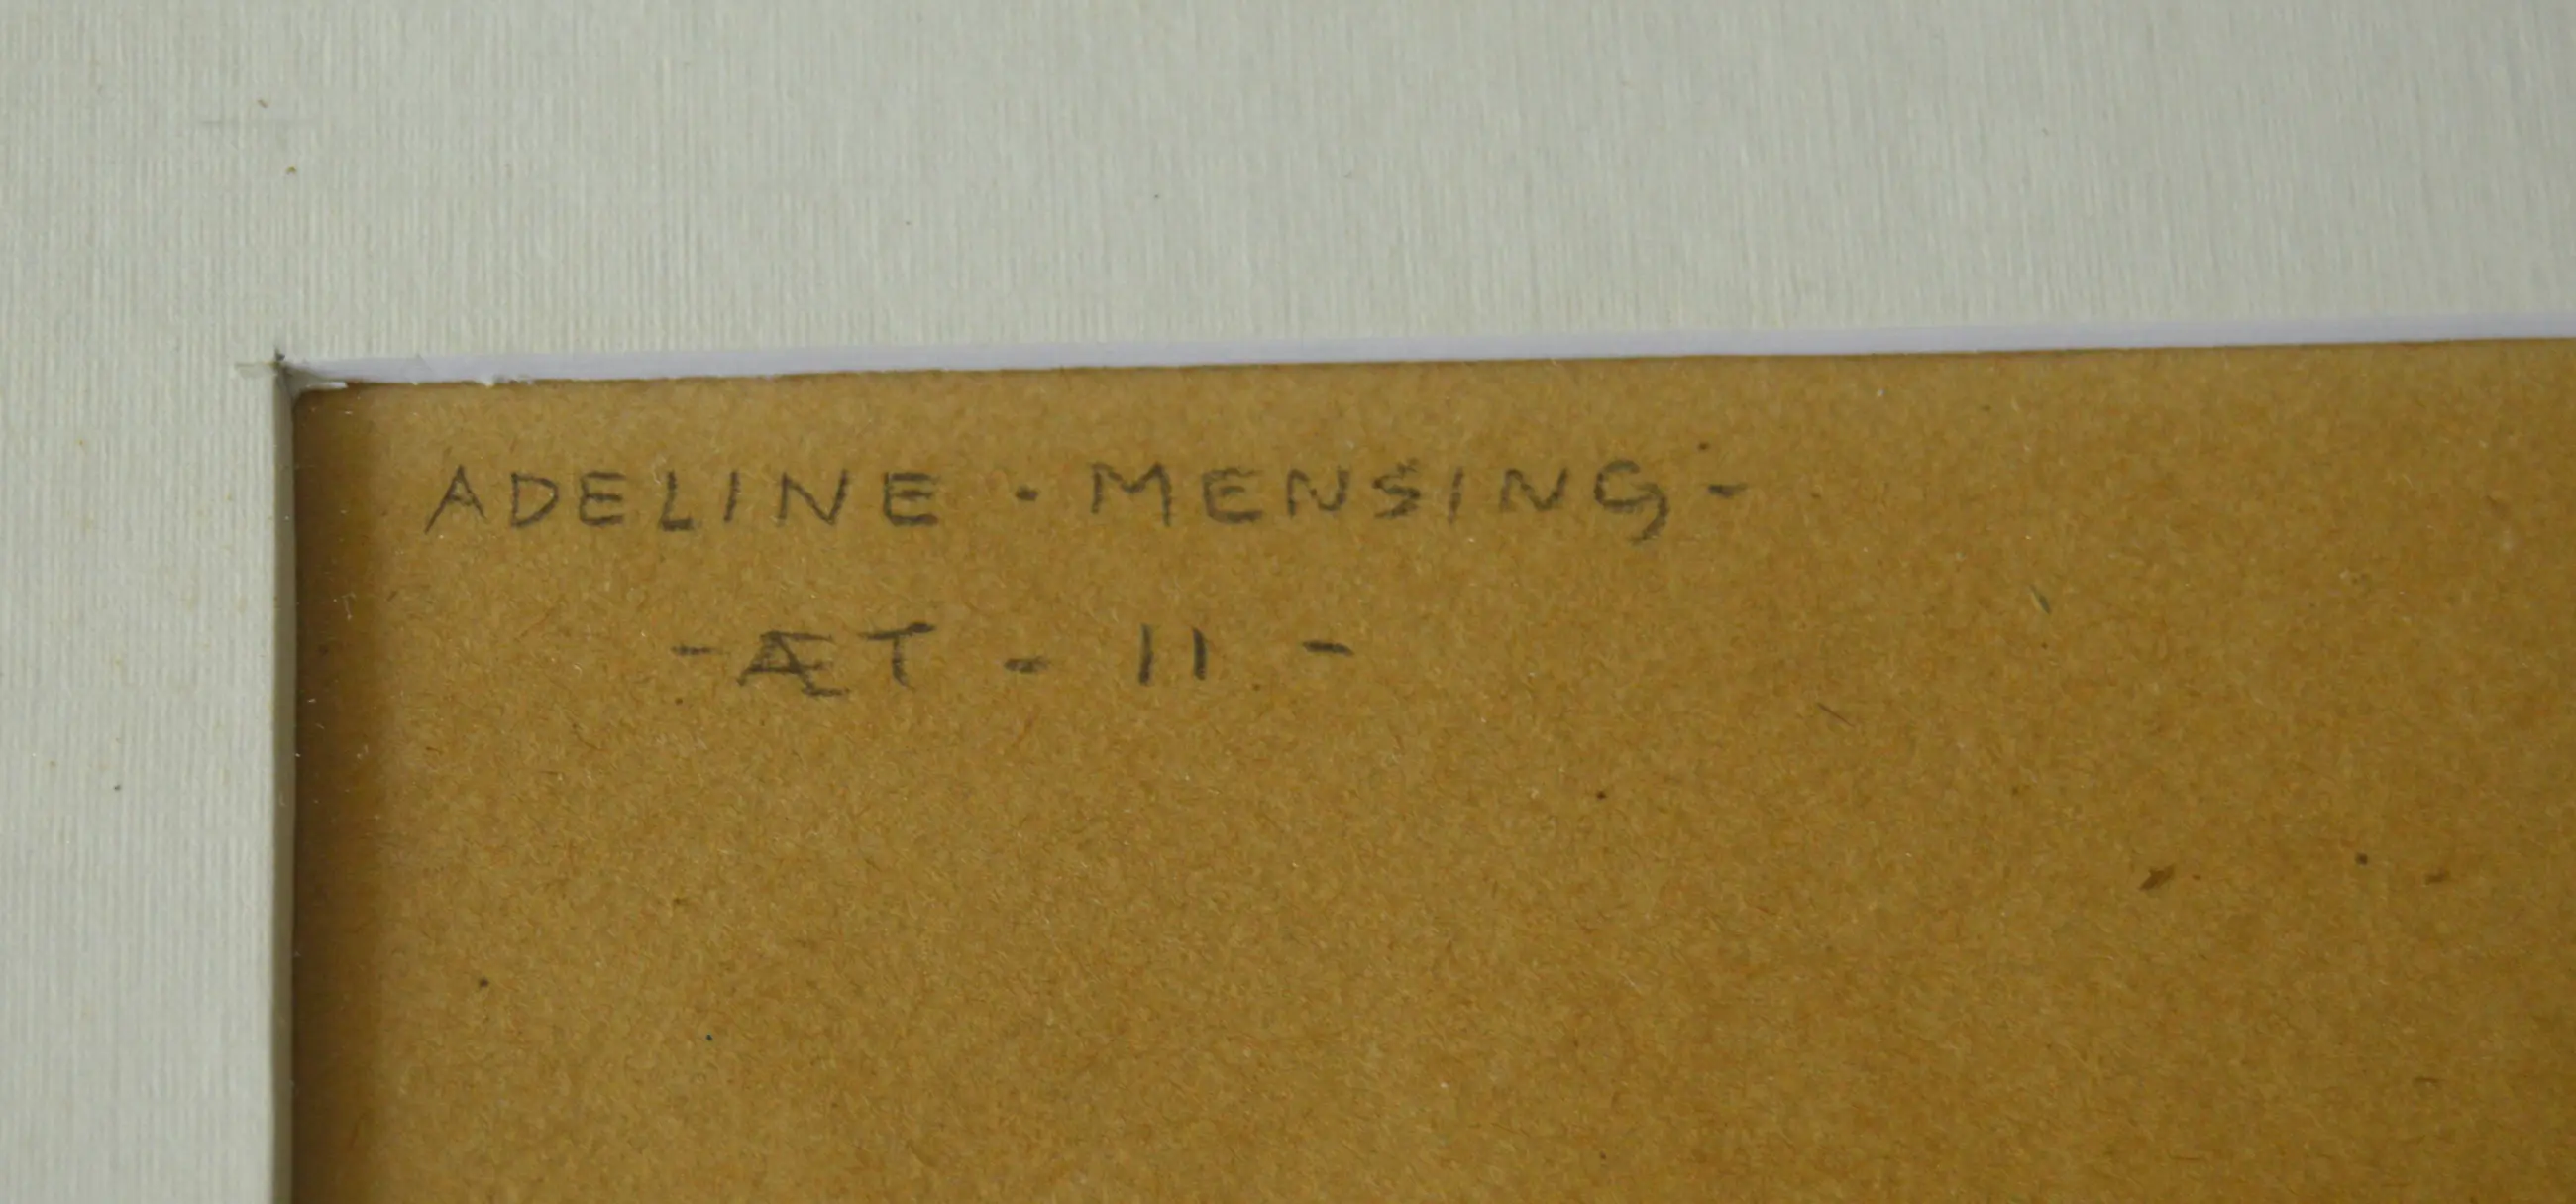 ADELINE · MENSING -
- ÆT - 11 -